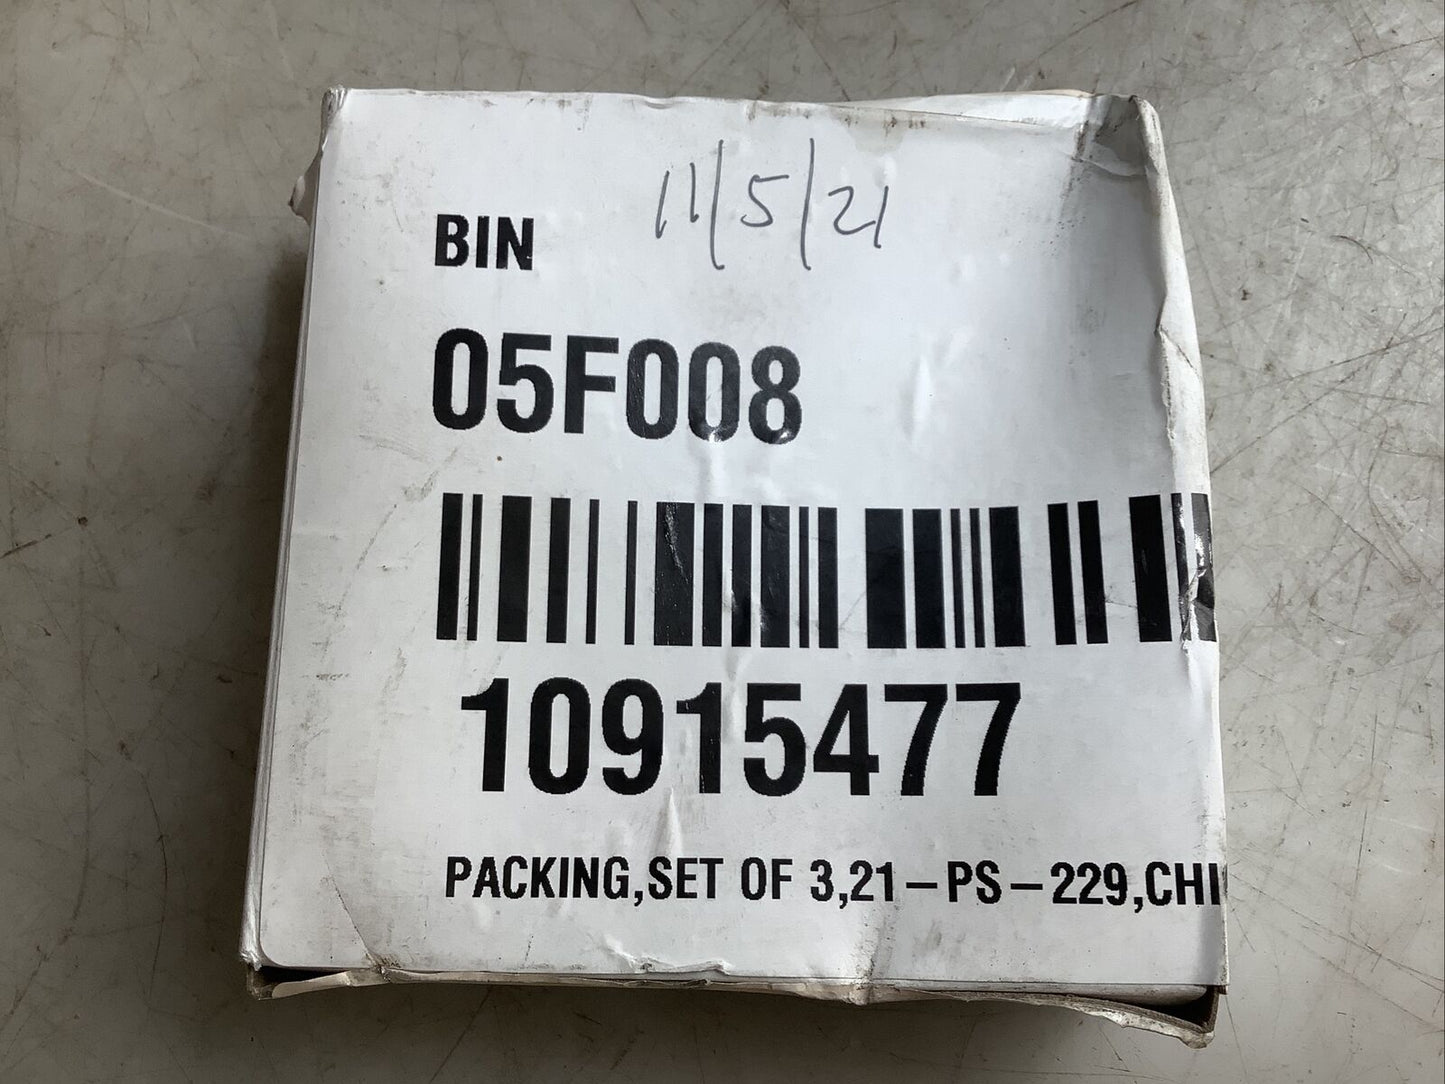 11/5/21
BIN
05F008
10915477
PACKING,SET OF 3,21-PS-229,CHI